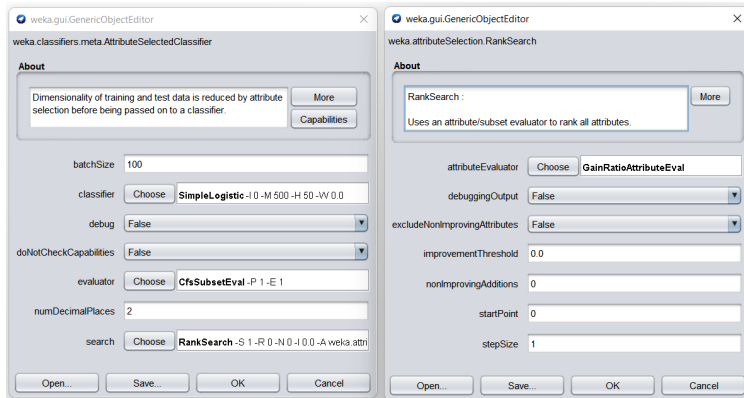 weka.gui.GenericObjectEditor
weka.classifiers.meta.AttributeSelectedClassifier
About
Dimensionality of training and test data is reduced by attribute
selection before being passed on to a classifier.
More
Capabilities
batchSize 100
classifier Choose SimpleLogistic -I 0 -M 500 -H 50 -W 0.0
debug False
doNotCheckCapabilities False
evaluator Choose CfsSubsetEval -P 1 -E 1
numDecimalPlaces 2
search Choose RankSearch -S 1 -R 0 -N 0 -I 0.0 -A weka.attri
Open... Save... OK Cancel
weka.gui.GenericObjectEditor
weka.attributeSelection.RankSearch
About
RankSearch :
More
Uses an attribute/subset evaluator to rank all attributes.
attributeEvaluator Choose GainRatioAttributeEval
debuggingOutput False
excludeNonImprovingAttributes False
improvementThreshold 0.0
nonImprovingAdditions 0
startPoint 0
stepSize 1
Open... Save... OK Cancel